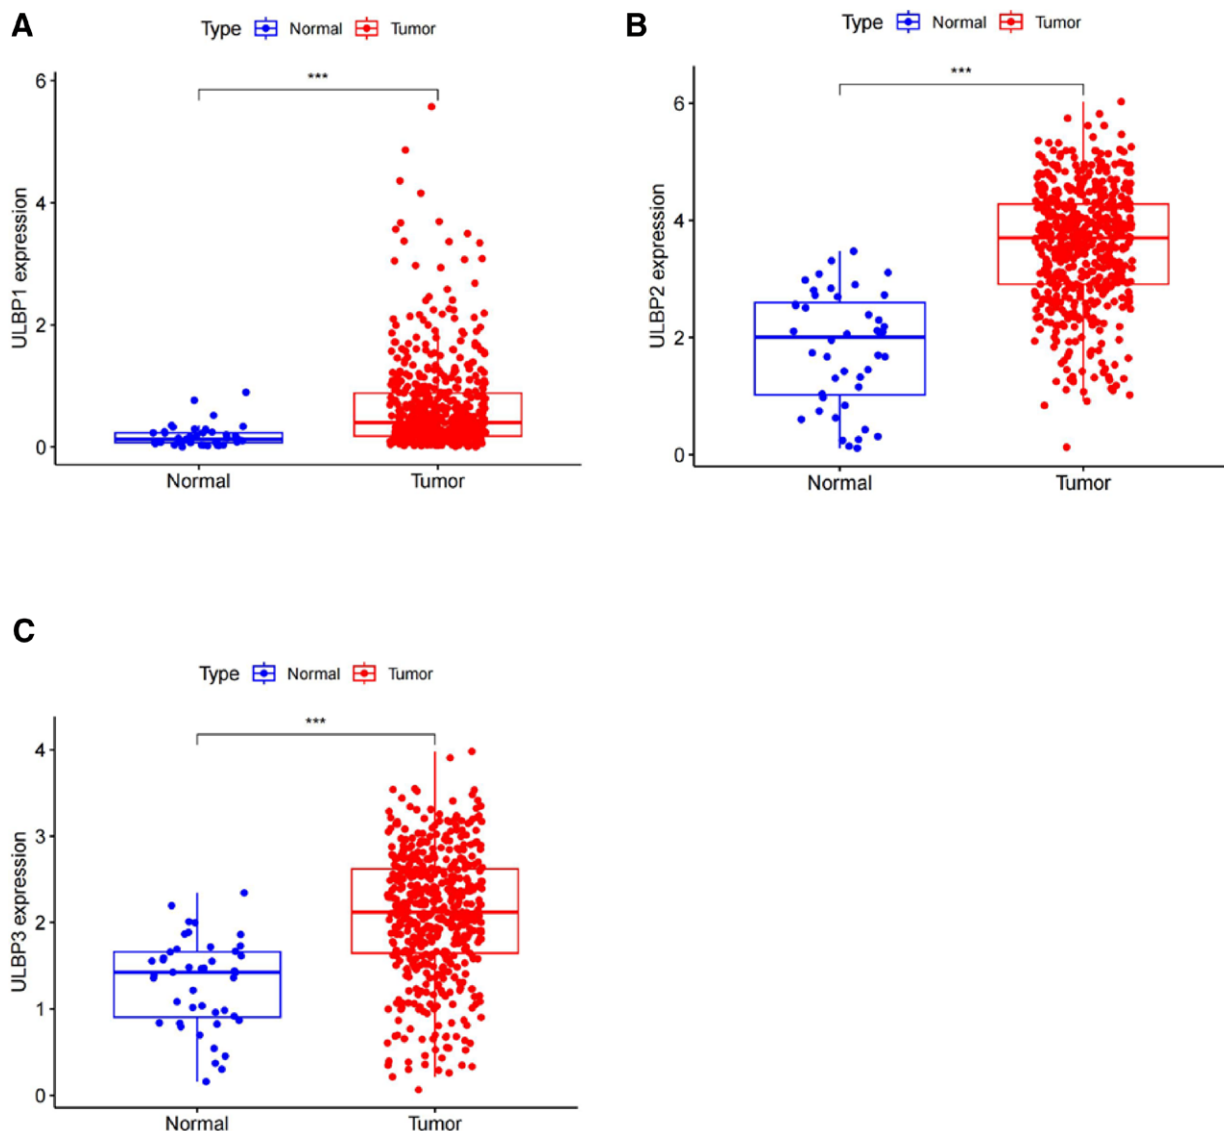 A
Type Normal Tumor
***
ULBP1 expression
6
4
2
0
Normal Tumor
B
Type Normal Tumor
***
ULBP2 expression
6
4
2
0
Normal Tumor
C
Type Normal Tumor
***
ULBP3 expression
4
3
2
1
0
Normal Tumor